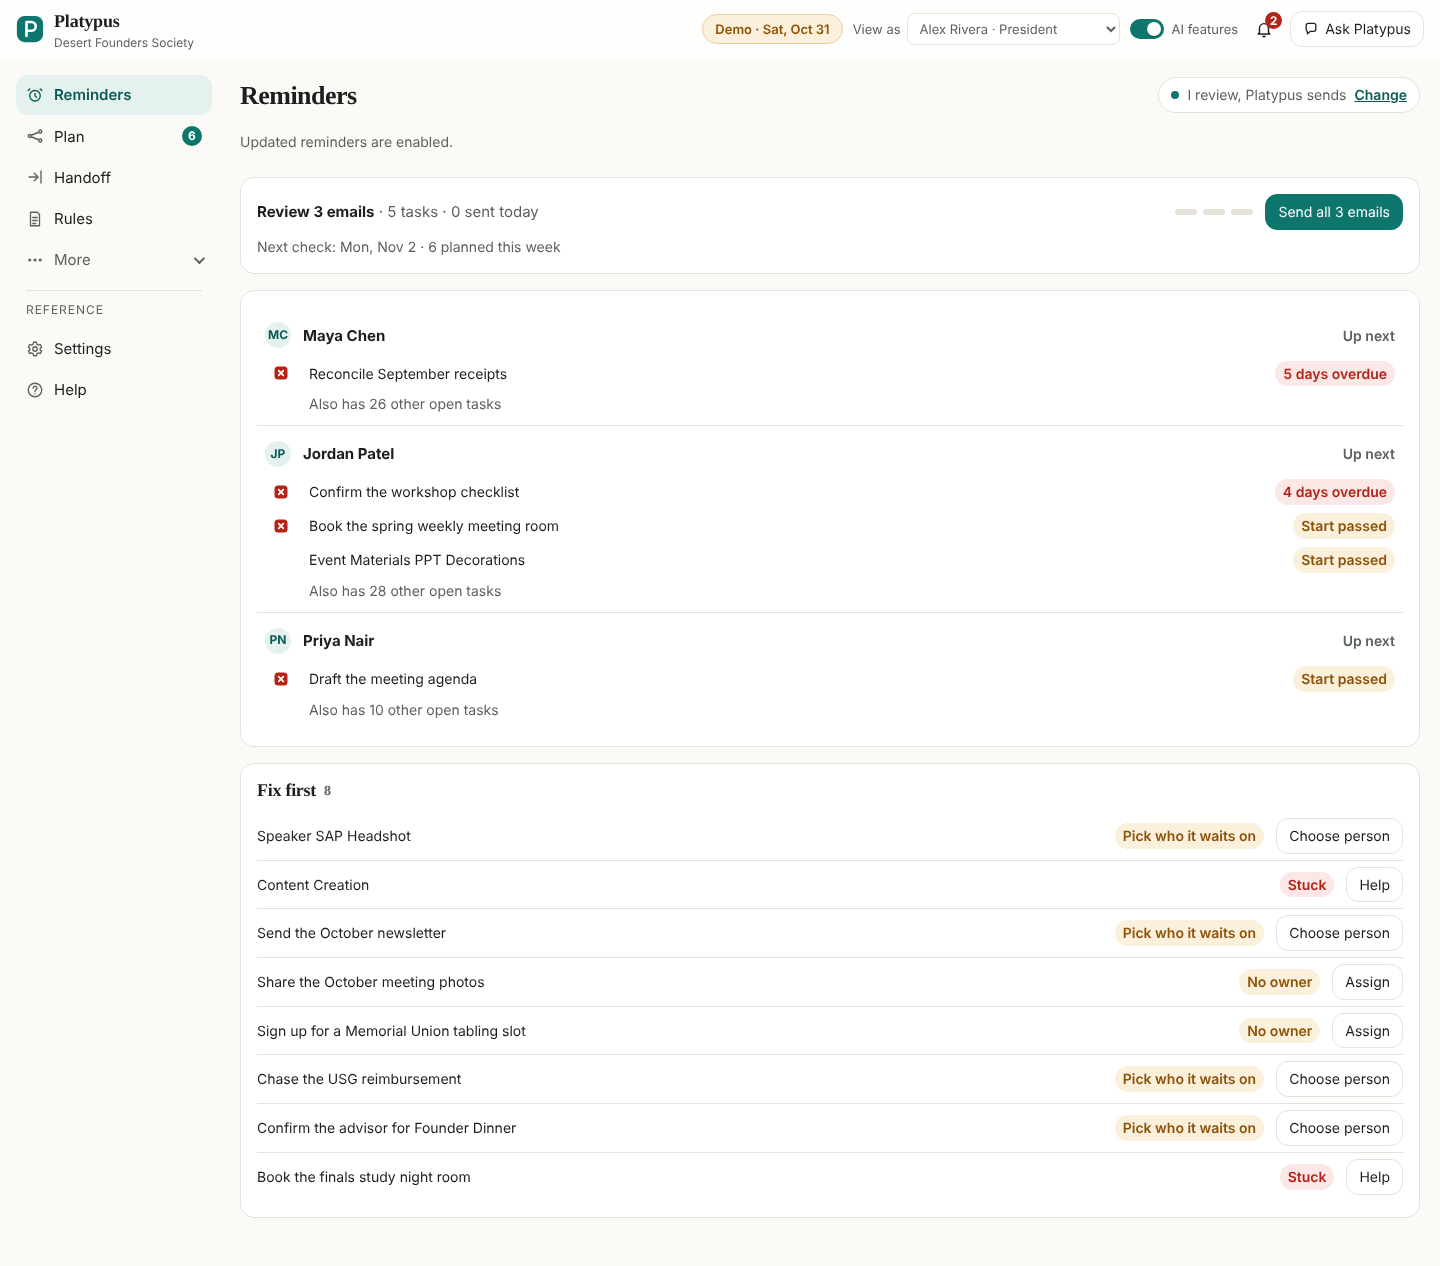 P
Platypus
Desert Founders Society
Demo · Sat, Oct 31
View as
Alex Rivera · President
AI features
2
Ask Platypus
Reminders
Plan
6
Handoff
Rules
More
REFERENCE
Settings
Help
Reminders
I review, Platypus sends Change
Updated reminders are enabled.
Review 3 emails · 5 tasks · 0 sent today
Send all 3 emails
Next check: Mon, Nov 2 · 6 planned this week
MC
Maya Chen
Up next
Reconcile September receipts
5 days overdue
Also has 26 other open tasks
JP
Jordan Patel
Up next
Confirm the workshop checklist
4 days overdue
Book the spring weekly meeting room
Start passed
Event Materials PPT Decorations
Start passed
Also has 28 other open tasks
PN
Priya Nair
Up next
Draft the meeting agenda
Start passed
Also has 10 other open tasks
Fix first 8
Speaker SAP Headshot
Pick who it waits on
Choose person
Content Creation
Stuck
Help
Send the October newsletter
Pick who it waits on
Choose person
Share the October meeting photos
No owner
Assign
Sign up for a Memorial Union tabling slot
No owner
Assign
Chase the USG reimbursement
Pick who it waits on
Choose person
Confirm the advisor for Founder Dinner
Pick who it waits on
Choose person
Book the finals study night room
Stuck
Help